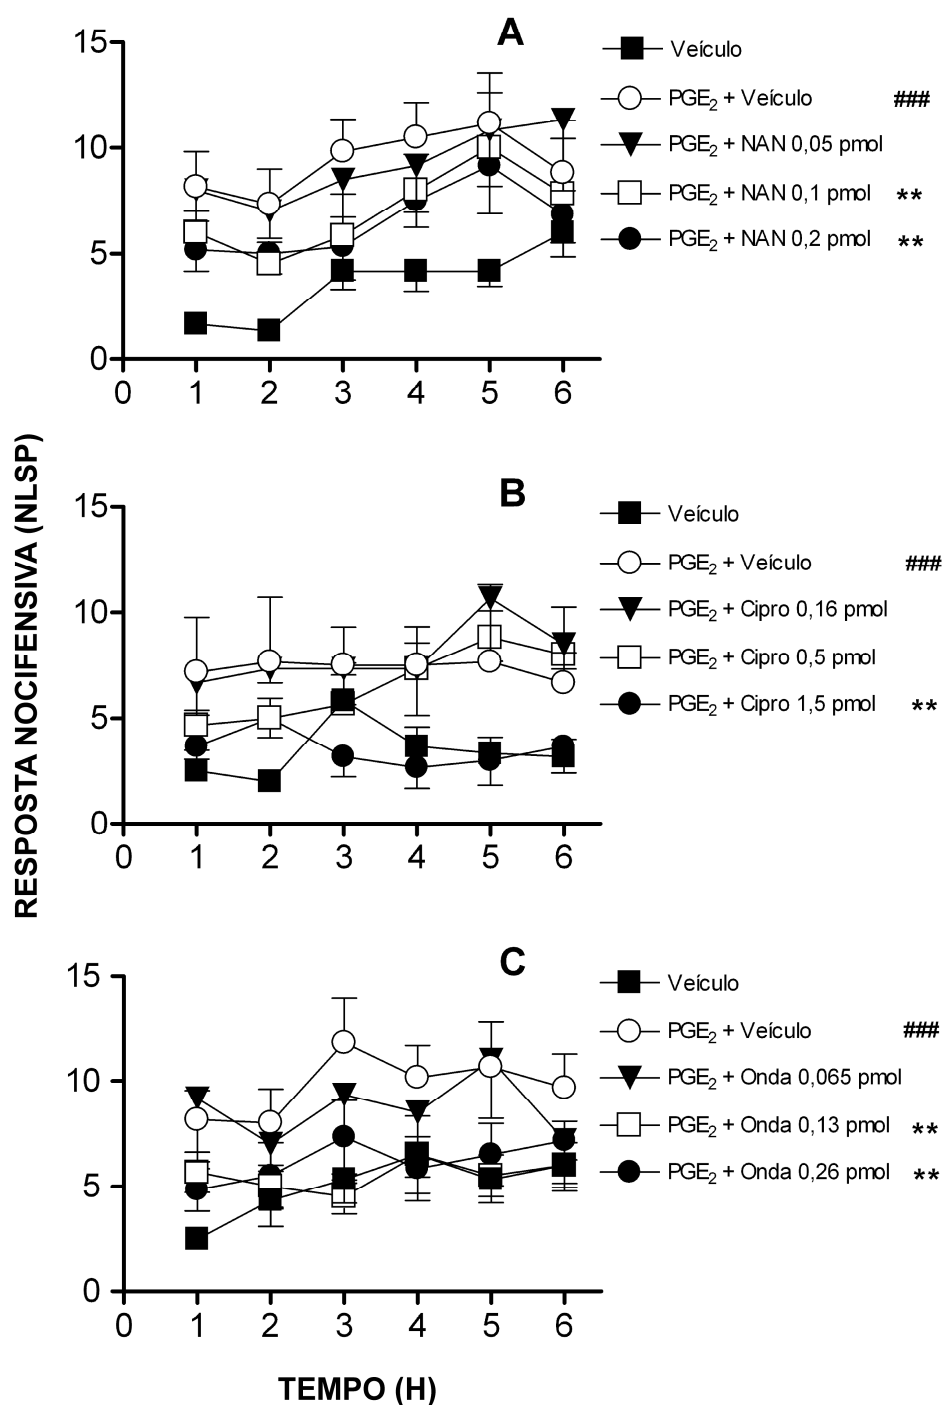 RESPOSTA NOCIFENSIVA (NLSP)
A
15
10
5
0
0 1 2 3 4 5 6
Veículo
PGE2 + Veículo ###
PGE2 + NAN 0,05 pmol
PGE2 + NAN 0,1 pmol **
PGE2 + NAN 0,2 pmol **
B
15
10
5
0
0 1 2 3 4 5 6
Veículo
PGE2 + Veículo ###
PGE2 + Cipro 0,16 pmol
PGE2 + Cipro 0,5 pmol
PGE2 + Cipro 1,5 pmol **
C
15
10
5
0
0 1 2 3 4 5 6
Veículo
PGE2 + Veículo ###
PGE2 + Onda 0,065 pmol
PGE2 + Onda 0,13 pmol **
PGE2 + Onda 0,26 pmol **
TEMPO (H)